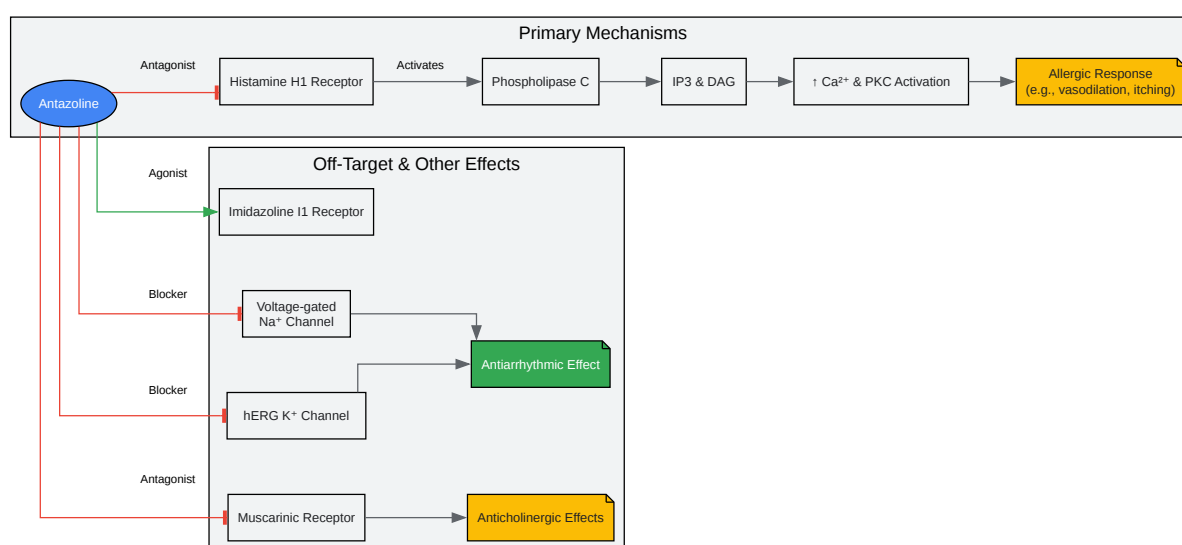 Primary Mechanisms
Antazoline
Antagonist
Histamine H1 Receptor
Activates
Phospholipase C
IP3 & DAG
↑ Ca²⁺ & PKC Activation
Allergic Response
(e.g., vasodilation, itching)
Off-Target & Other Effects
Agonist
Imidazoline I1 Receptor
Blocker
Voltage-gated
Na⁺ Channel
Antiarrhythmic Effect
Blocker
hERG K⁺ Channel
Antagonist
Muscarinic Receptor
Anticholinergic Effects